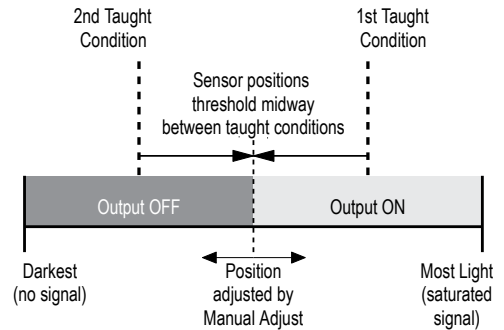 2nd Taught
Condition
1st Taught
Condition
Sensor positions
threshold midway
between taught conditions
Output OFF
Output ON
Darkest
(no signal)
Position
adjusted by
Manual Adjust
Most Light
(saturated
signal)